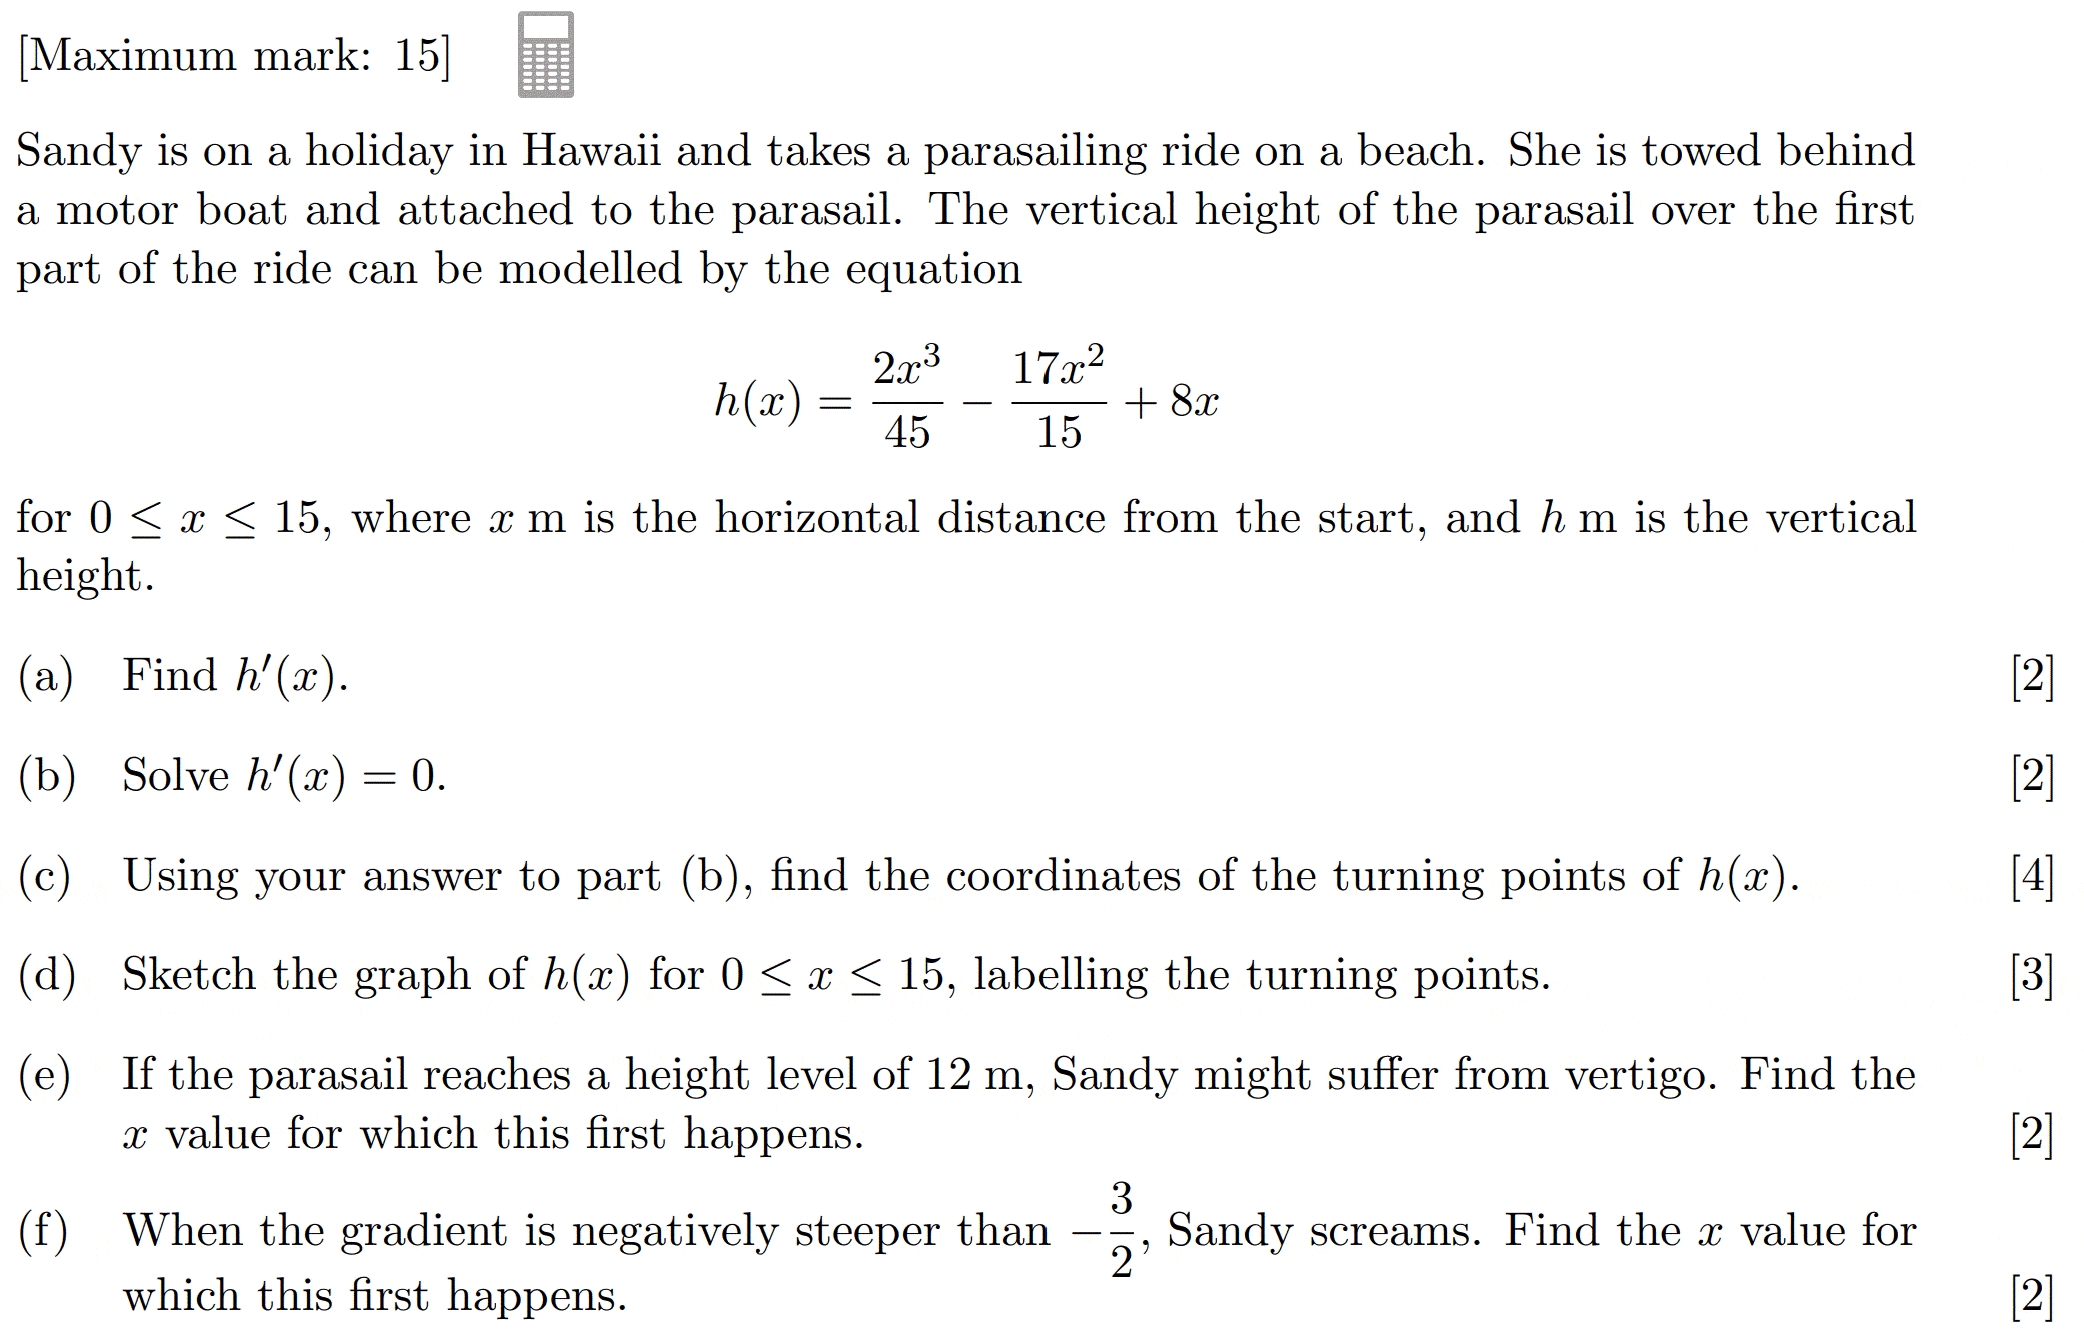 [Maximum mark: 15]
Sandy is on a holiday in Hawaii and takes a parasailing ride on a beach. She is towed behind
a motor boat and attached to the parasail. The vertical height of the parasail over the first
part of the ride can be modelled by the equation
h(x) = \frac{2x^3}{45} − \frac{17x^2}{15} + 8x
for 0 ≤ x ≤ 15, where x m is the horizontal distance from the start, and h m is the vertical
height.
(a) Find h′(x). [2]
(b) Solve h′(x) = 0. [2]
(c) Using your answer to part (b), find the coordinates of the turning points of h(x). [4]
(d) Sketch the graph of h(x) for 0 ≤ x ≤ 15, labelling the turning points. [3]
(e) If the parasail reaches a height level of 12 m, Sandy might suffer from vertigo. Find the
x value for which this first happens. [2]
(f) When the gradient is negatively steeper than −\frac{3}{2}, Sandy screams. Find the x value for
which this first happens. [2]